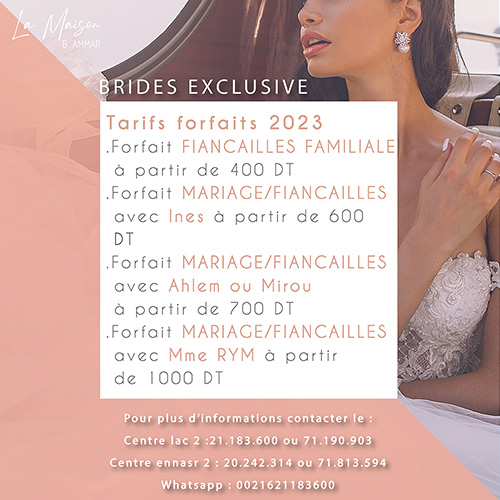 La Maison
B. AMMAR
BRIDES EXCLUSIVE
Tarifs forfaits 2023
.Forfait FIANCAILLES FAMILIALE
à partir de 400 DT
.Forfait MARIAGE/FIANCAILLES
avec Ines à partir de 600
DT
.Forfait MARIAGE/FIANCAILLES
avec Ahlem ou Mirou
à partir de 700 DT
.Forfait MARIAGE/FIANCAILLES
avec Mme RYM à partir
de 1000 DT
Pour plus d'informations contacter le :
Centre lac 2 :21.183.600 ou 71.190.903
Centre ennasr 2 : 20.242.314 ou 71.813.594
Whatsapp : 0021621183600